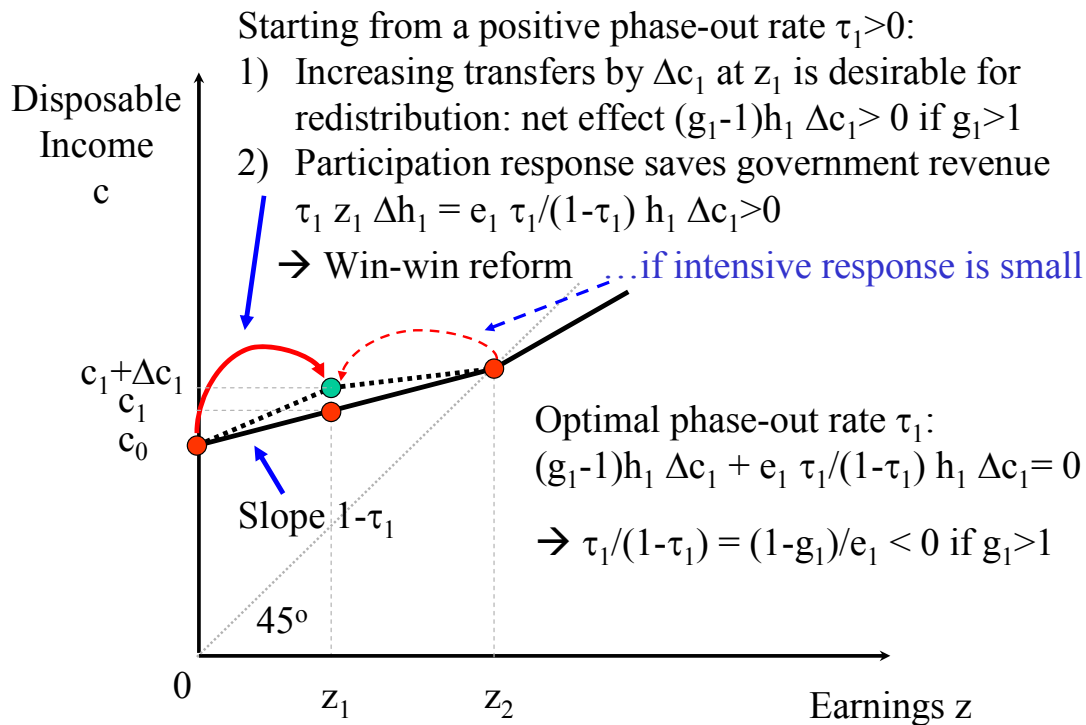 Starting from a positive phase-out rate τ₁>0:
1) Increasing transfers by Δc₁ at z₁ is desirable for
redistribution: net effect (g₁-1)h₁ Δc₁> 0 if g₁>1
2) Participation response saves government revenue
τ₁ z₁ Δh₁ = e₁ τ₁/(1-τ₁) h₁ Δc₁>0
→ Win-win reform …if intensive response is small
Disposable
Income
c
c₁+Δc₁
c₁
c₀
Optimal phase-out rate τ₁:
(g₁-1)h₁ Δc₁ + e₁ τ₁/(1-τ₁) h₁ Δc₁= 0
Slope 1-τ₁
→ τ₁/(1-τ₁) = (1-g₁)/e₁ < 0 if g₁>1
45º
0
z₁
z₂
Earnings z